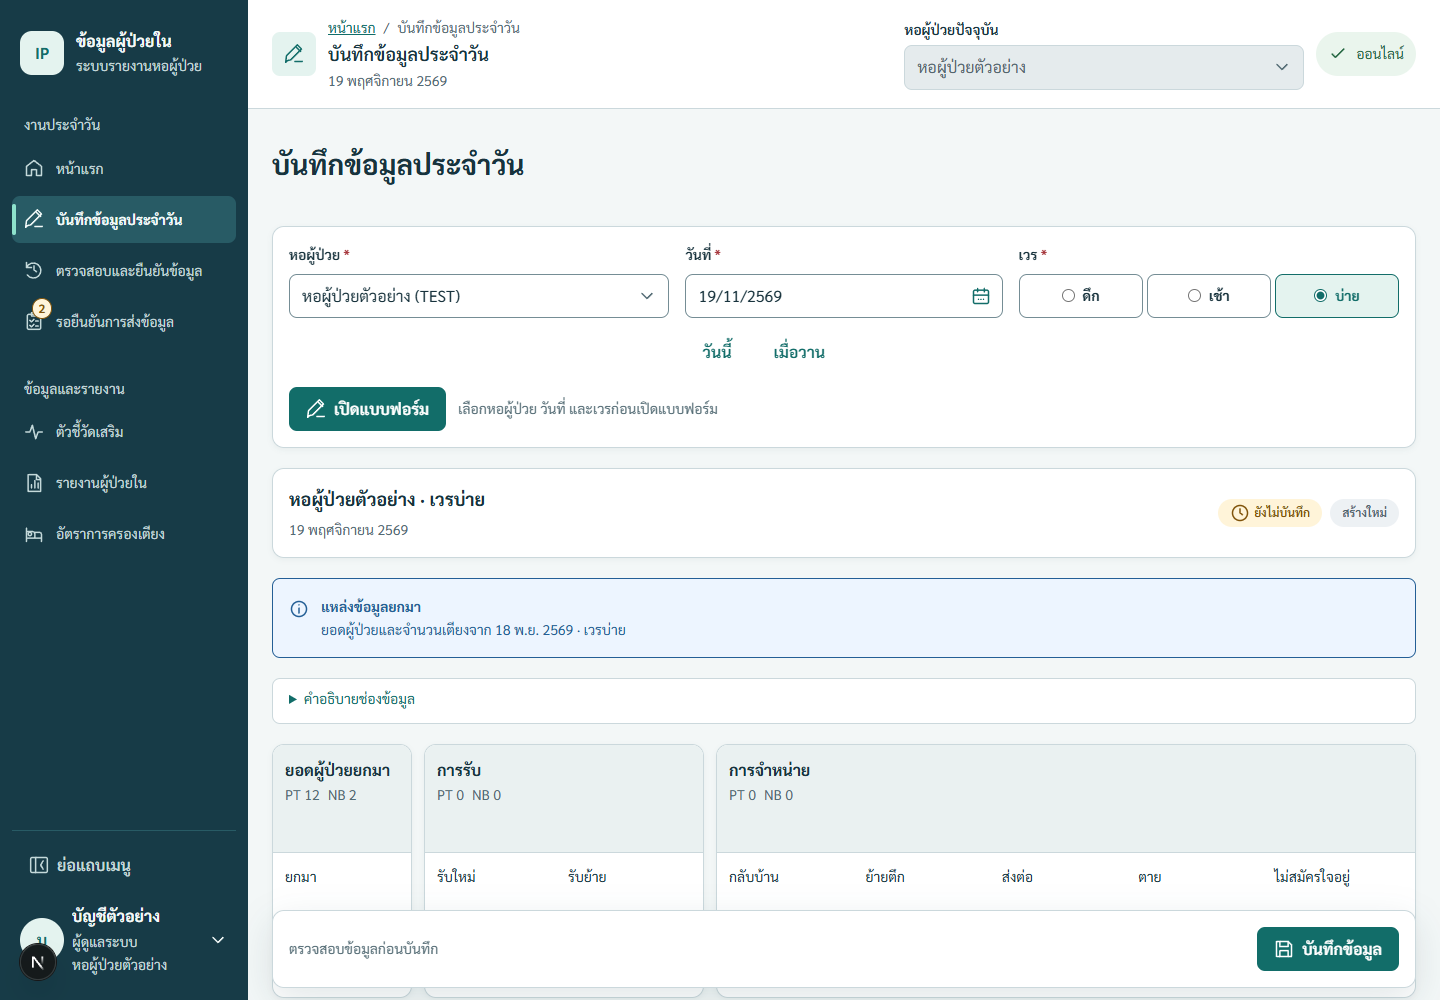 IP
ข้อมูลผู้ป่วยใน
ระบบรายงานหอผู้ป่วย
งานประจำวัน
หน้าแรก
บันทึกข้อมูลประจำวัน
ตรวจสอบและยืนยันข้อมูล
2
รอยืนยันการส่งข้อมูล
ข้อมูลและรายงาน
ตัวชี้วัดเสริม
รายงานผู้ป่วยใน
อัตราการครองเตียง
ย่อแถบเมนู
บัญชีตัวอย่าง
ผู้ดูแลระบบ
หอผู้ป่วยตัวอย่าง
N
หน้าแรก / บันทึกข้อมูลประจำวัน
บันทึกข้อมูลประจำวัน
19 พฤศจิกายน 2569
หอผู้ป่วยปัจจุบัน
หอผู้ป่วยตัวอย่าง
ออนไลน์
บันทึกข้อมูลประจำวัน
หอผู้ป่วย * วันที่ * เวร *
หอผู้ป่วยตัวอย่าง (TEST) 19/11/2569 ดึก เช้า บ่าย
วันนี้ เมื่อวาน
เปิดแบบฟอร์ม เลือกหอผู้ป่วย วันที่ และเวรก่อนเปิดแบบฟอร์ม
หอผู้ป่วยตัวอย่าง · เวรบ่าย
19 พฤศจิกายน 2569
ยังไม่บันทึก สร้างใหม่
แหล่งข้อมูลยกมา
ยอดผู้ป่วยและจำนวนเตียงจาก 18 พ.ย. 2569 · เวรบ่าย
คำอธิบายช่องข้อมูล
ยอดผู้ป่วยยกมา การรับ การจำหน่าย
PT 12 NB 2 PT 0 NB 0 PT 0 NB 0
ยกมา รับใหม่ รับย้าย กลับบ้าน ย้ายตึก ส่งต่อ ตาย ไม่สมัครใจอยู่
ตรวจสอบข้อมูลก่อนบันทึก บันทึกข้อมูล